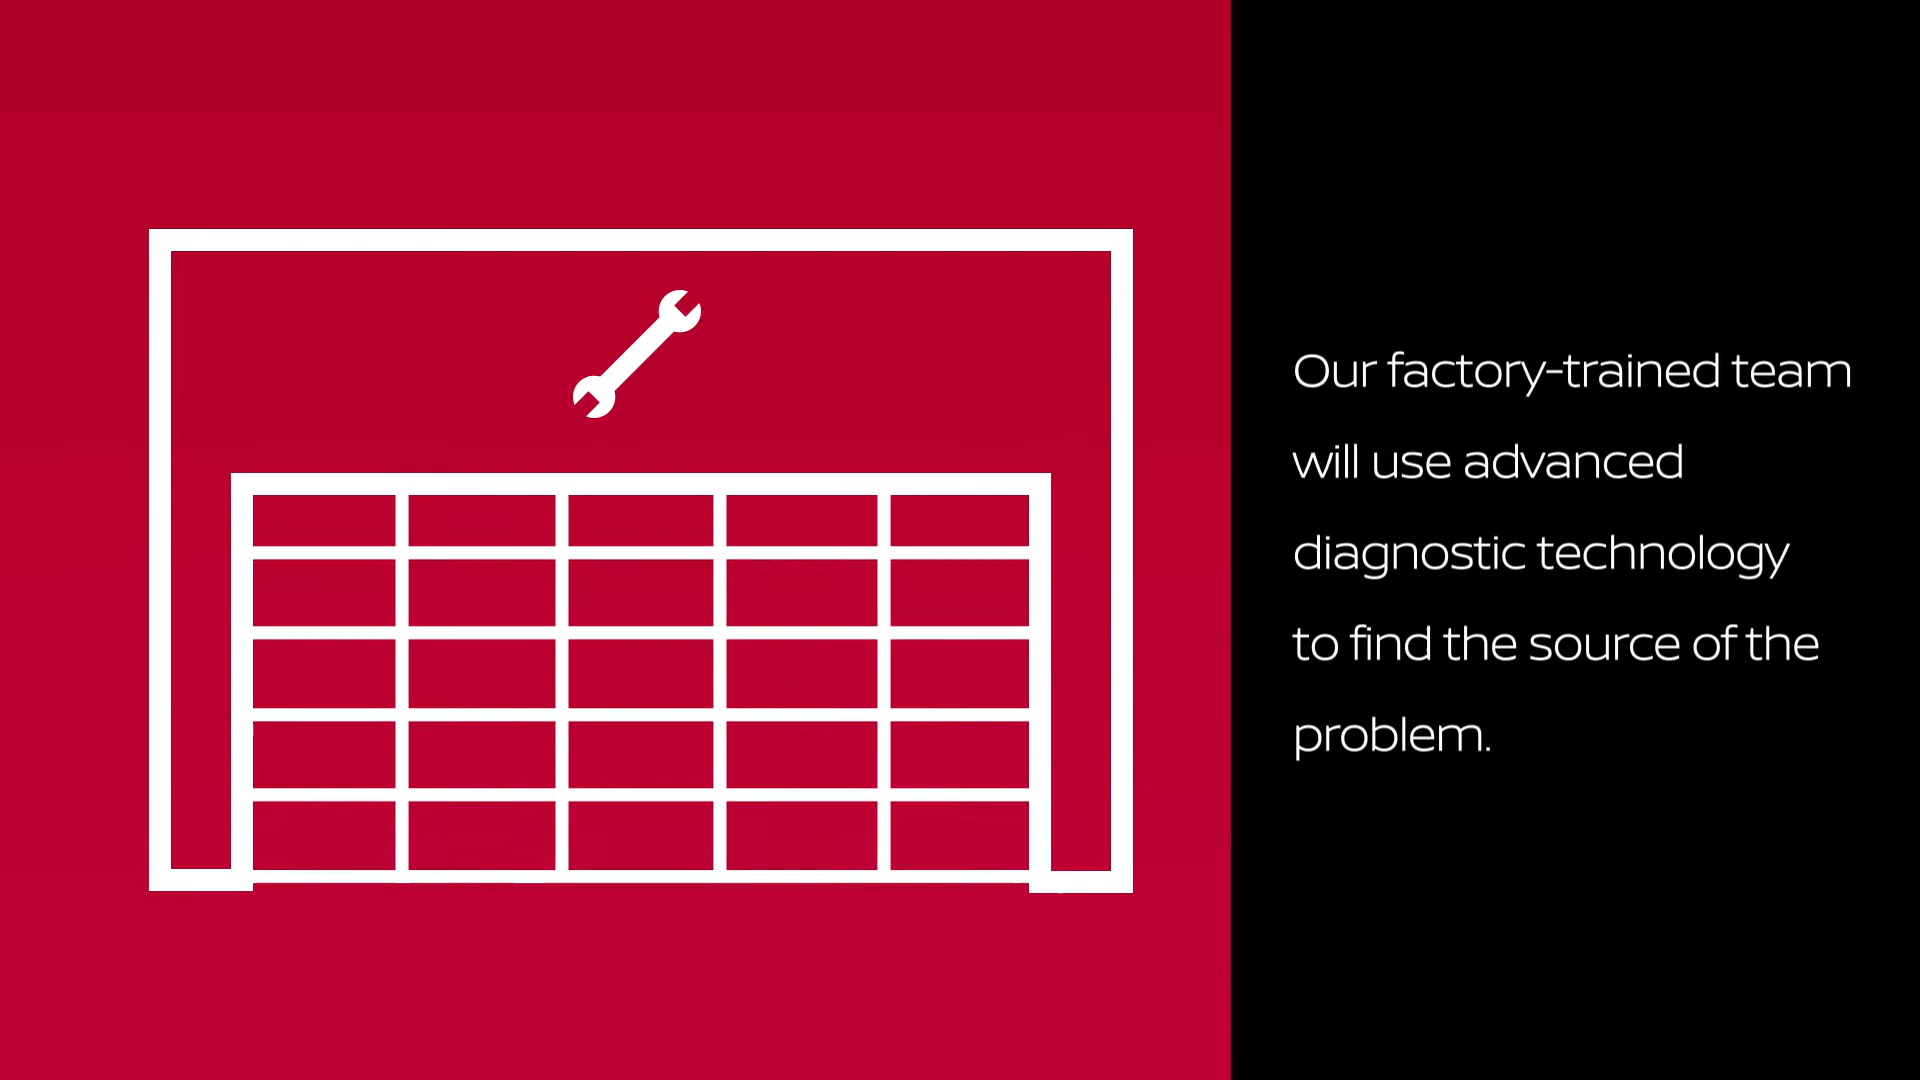 Our factory-trained team
will use advanced
diagnostic technology
to find the source of the
problem.